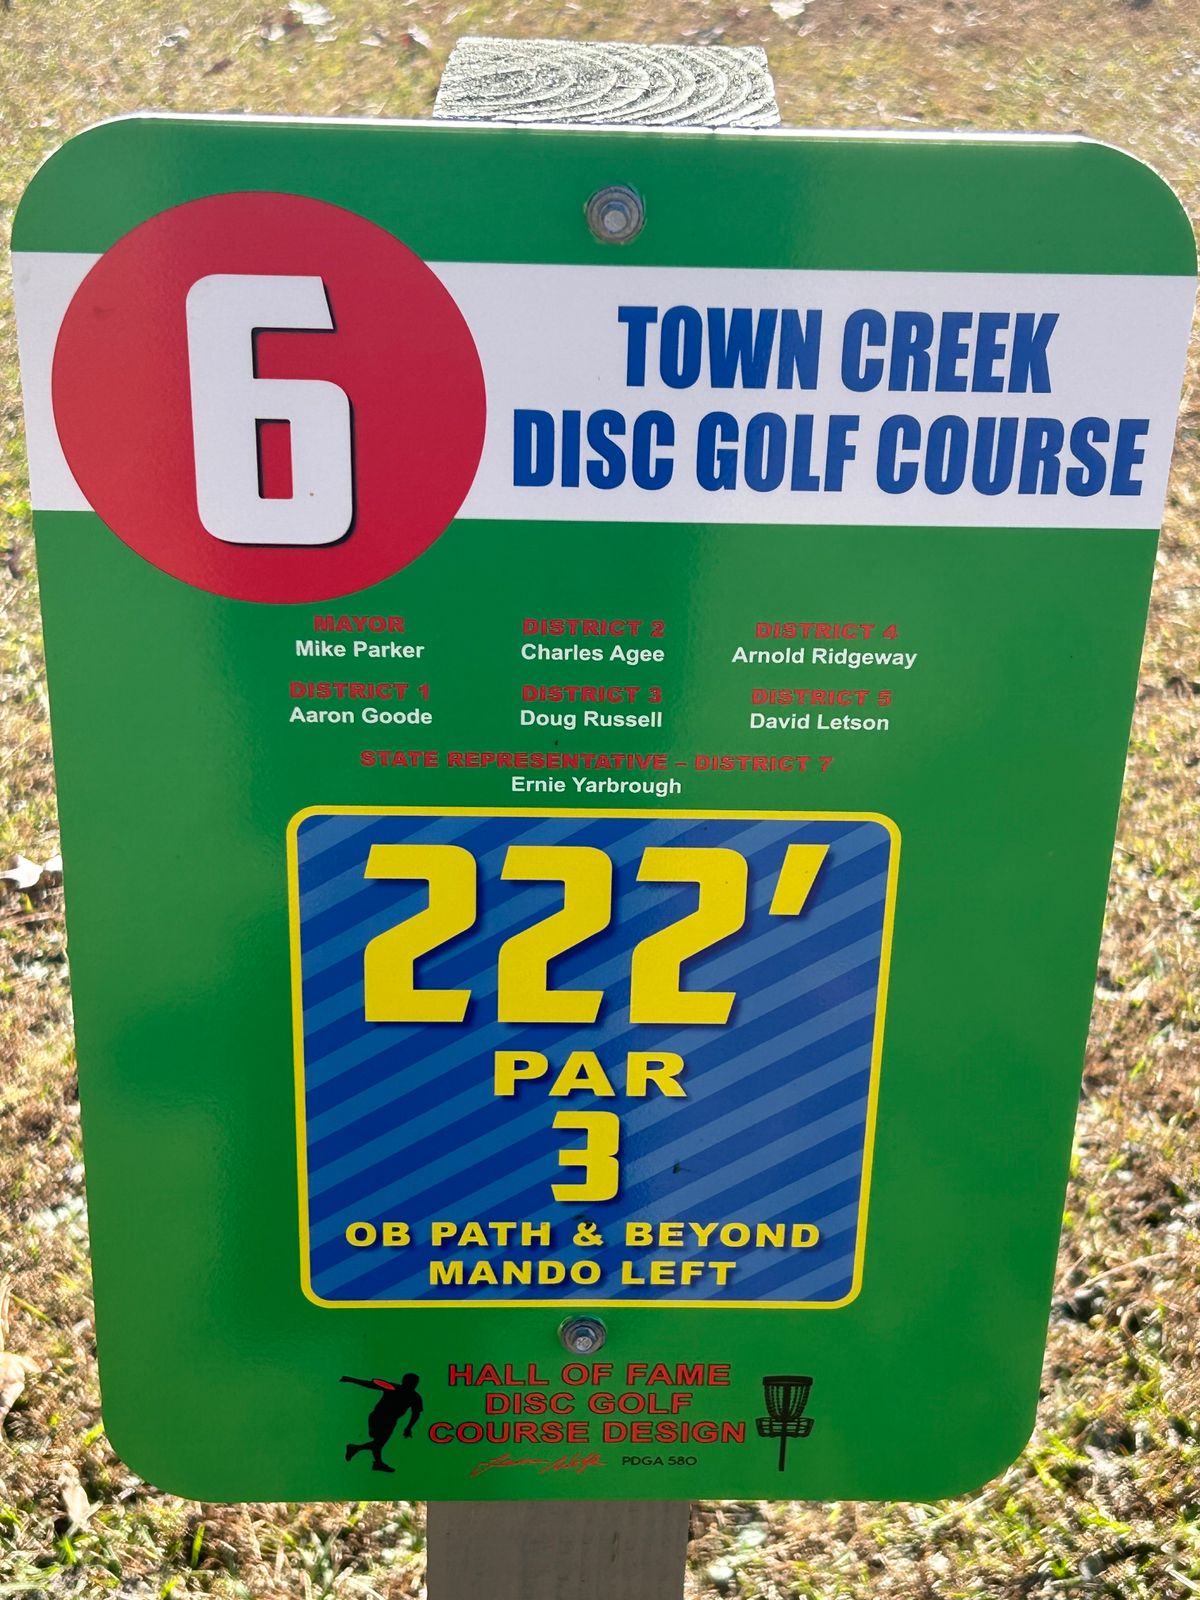 6
TOWN CREEK
DISC GOLF COURSE
MAYOR
Mike Parker
DISTRICT 2
Charles Agee
DISTRICT 4
Arnold Ridgeway
DISTRICT 1
Aaron Goode
DISTRICT 3
Doug Russell
DISTRICT 5
David Letson
STATE REPRESENTATIVE – DISTRICT 7
Ernie Yarbrough
222'
PAR
3
OB PATH & BEYOND
MANDO LEFT
HALL OF FAME
DISC GOLF
COURSE DESIGN
PDGA 580